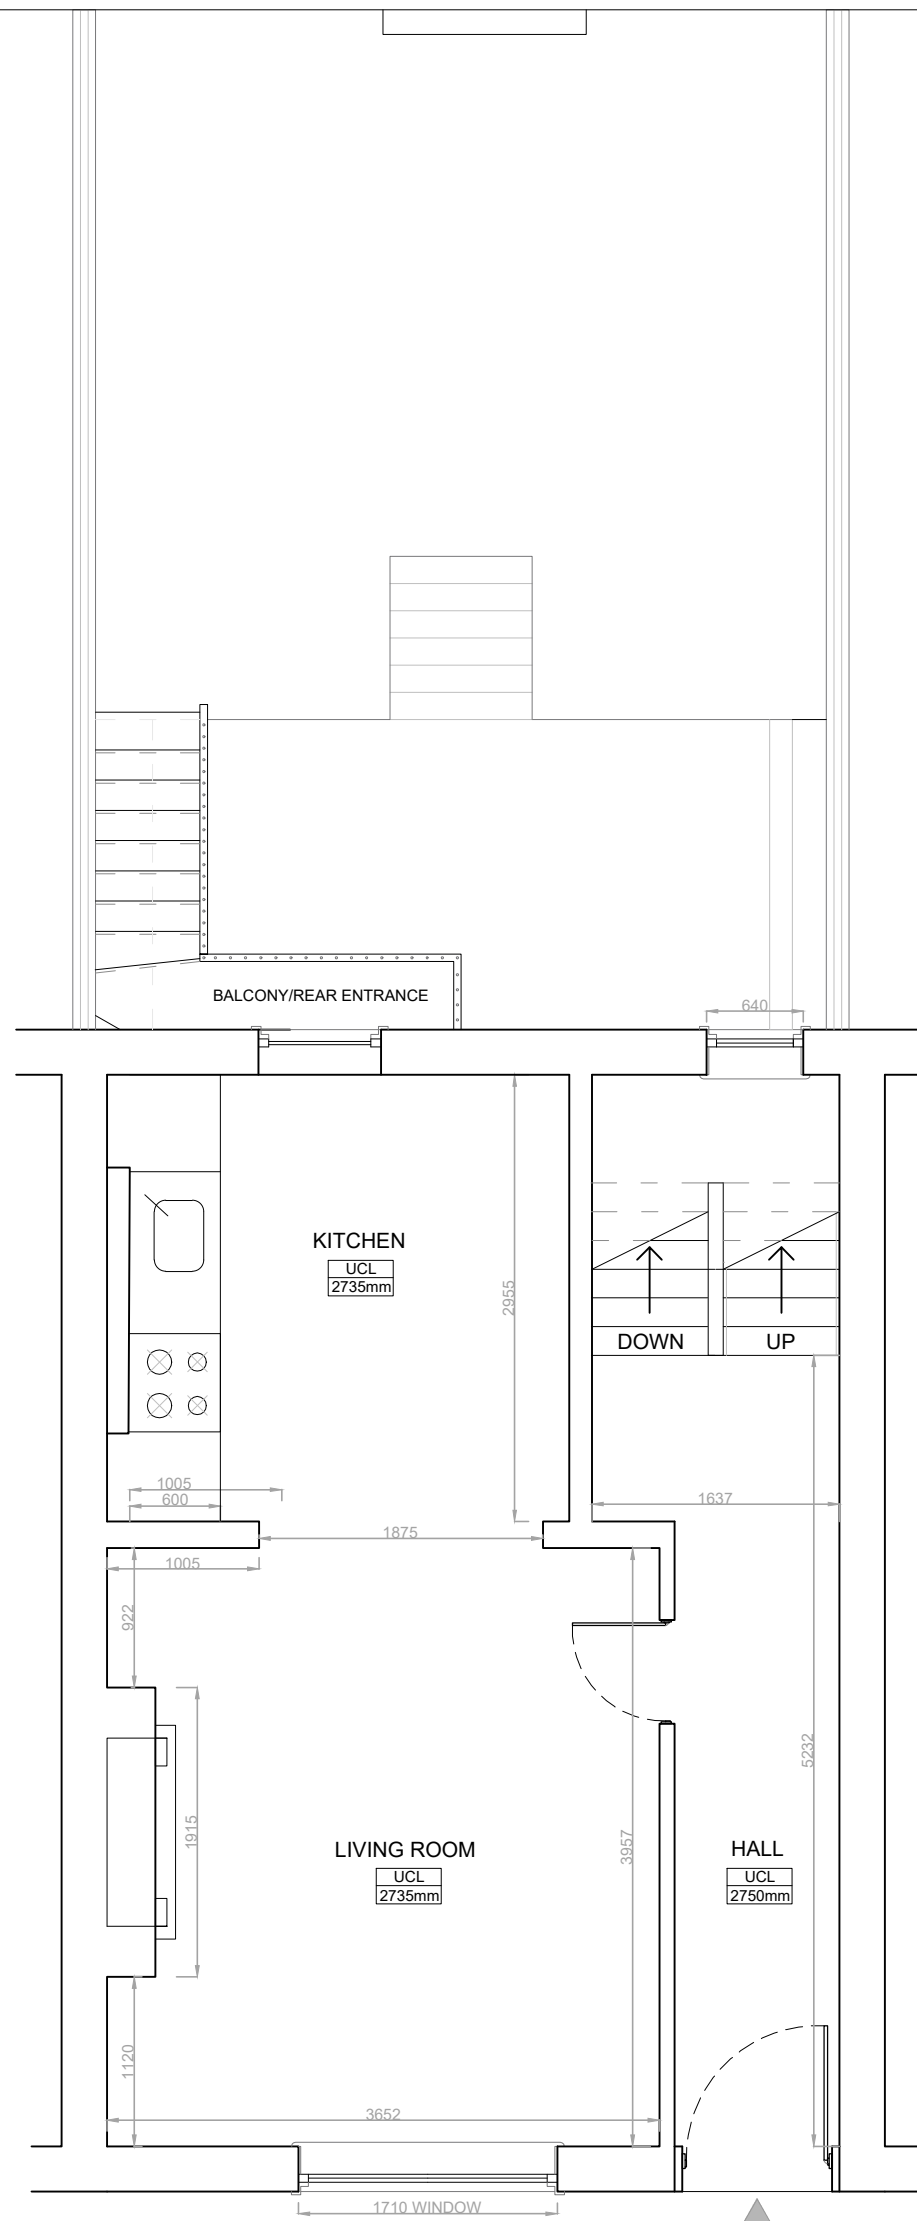 BALCONY/REAR ENTRANCE
640
KITCHEN
UCL
2735mm
2955
DOWN
UP
1005
600
1637
1875
1005
922
5232
1915
3957
LIVING ROOM
UCL
2735mm
HALL
UCL
2750mm
1120
3652
1710 WINDOW